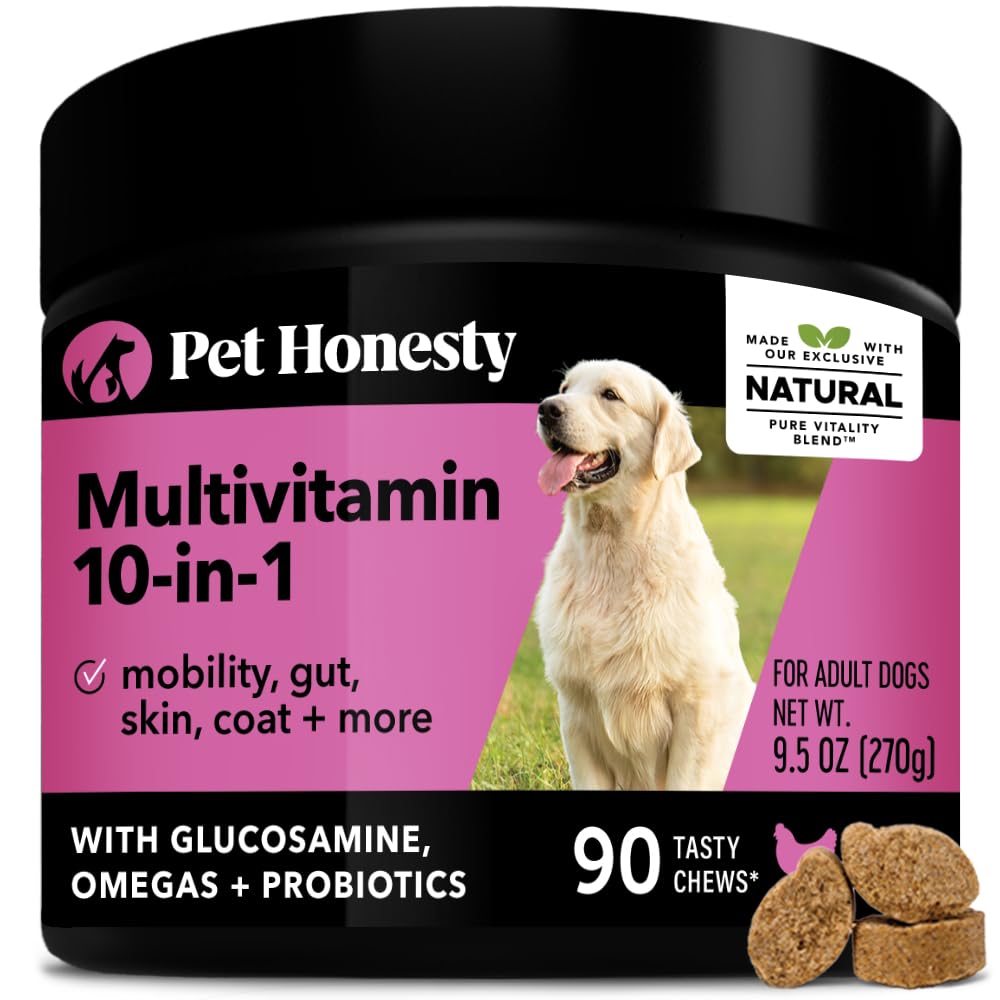 Pet Honesty
MADE WITH
OUR EXCLUSIVE
NATURAL
PURE VITALITY
BLEND™
Multivitamin
10-in-1
mobility, gut,
skin, coat + more
FOR ADULT DOGS
NET WT.
9.5 OZ (270g)
WITH GLUCOSAMINE,
OMEGAS + PROBIOTICS
90 TASTY
CHEWS*